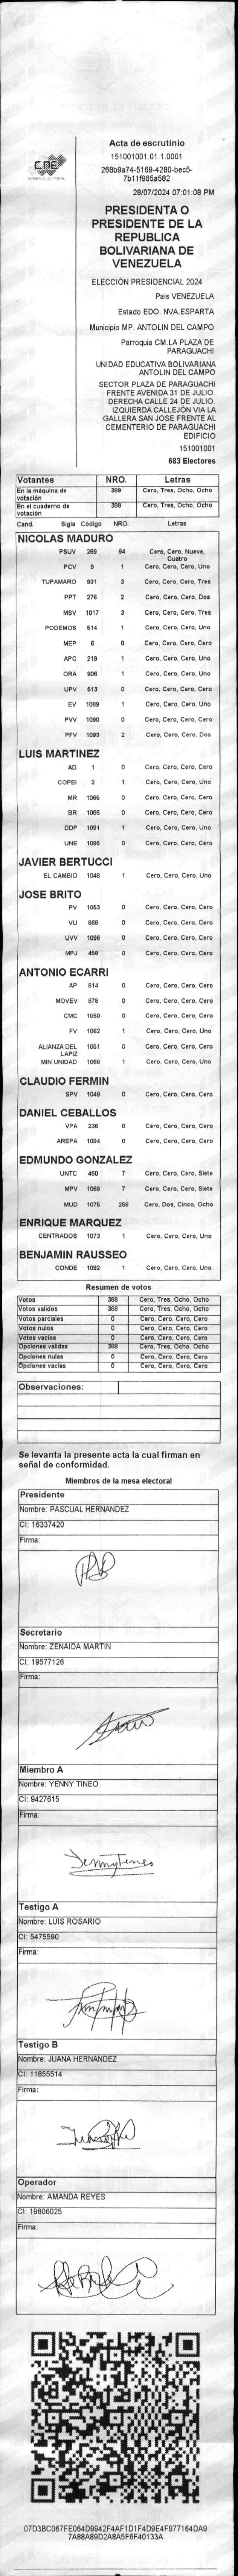 CNE
Acta de escrutinio
151001001.01.1.0001
268b9a74-5169-4280-bec5-
7b11f965a582
28/07/2024 07:01:08 PM
PRESIDENTA O
PRESIDENTE DE LA
REPUBLICA
BOLIVARIANA DE
VENEZUELA
ELECCIÓN PRESIDENCIAL 2024
Pais VENEZUELA
Estado EDO. NVA.ESPARTA
Municipio MP. ANTOLIN DEL CAMPO
Parroquia CM.LA PLAZA DE
PARAGUACHI
UNIDAD EDUCATIVA BOLIVARIANA
ANTOLIN DEL CAMPO
SECTOR PLAZA DE PARAGUACHI
FRENTE AVENIDA 31 DE JULIO.
DERECHA CALLE 24 DE JULIO.
IZQUIERDA CALLEJÓN VIA LA
GALLERA SAN JOSE FRENTE AL
CEMENTERIO DE PARAGUACHI
EDIFICIO
151001001
683 Electores
Votantes NRO. Letras
En la máquina de votación 388 Cero, Tres, Ocho, Ocho
En el cuaderno de votación 388 Cero, Tres, Ocho, Ocho
Cand. Sigla Código NRO. Letras
NICOLAS MADURO
PSUV 269 94 Cero, Cero, Nueve, Cuatro
PCV 9 1 Cero, Cero, Cero, Uno
TUPAMARO 931 3 Cero, Cero, Cero, Tres
PPT 276 2 Cero, Cero, Cero, Dos
MSV 1017 3 Cero, Cero, Cero, Tres
PODEMOS 514 1 Cero, Cero, Cero, Uno
MEP 6 0 Cero, Cero, Cero, Cero
APC 219 1 Cero, Cero, Cero, Uno
ORA 906 1 Cero, Cero, Cero, Uno
UPV 613 0 Cero, Cero, Cero, Cero
EV 1089 1 Cero, Cero, Cero, Uno
PVV 1090 0 Cero, Cero, Cero, Cero
PFV 1093 2 Cero, Cero, Cero, Dos
LUIS MARTINEZ
AD 1 0 Cero, Cero, Cero, Cero
COPEI 2 1 Cero, Cero, Cero, Uno
MR 1065 0 Cero, Cero, Cero, Cero
BR 1066 0 Cero, Cero, Cero, Cero
DDP 1091 1 Cero, Cero, Cero, Uno
UNE 1096 0 Cero, Cero, Cero, Cero
JAVIER BERTUCCI
EL CAMBIO 1048 1 Cero, Cero, Cero, Uno
JOSE BRITO
PV 1053 0 Cero, Cero, Cero, Cero
VU 868 0 Cero, Cero, Cero, Cero
UVV 1095 0 Cero, Cero, Cero, Cero
MPJ 458 0 Cero, Cero, Cero, Cero
ANTONIO ECARRI
AP 814 0 Cero, Cero, Cero, Cero
MOVEV 878 0 Cero, Cero, Cero, Cero
CMC 1050 0 Cero, Cero, Cero, Cero
FV 1062 1 Cero, Cero, Cero, Uno
ALIANZA DEL LAPIZ 1051 0 Cero, Cero, Cero, Cero
MIN UNIDAD 1068 1 Cero, Cero, Cero, Uno
CLAUDIO FERMIN
SPV 1049 0 Cero, Cero, Cero, Cero
DANIEL CEBALLOS
VPA 236 0 Cero, Cero, Cero, Cero
AREPA 1094 0 Cero, Cero, Cero, Cero
EDMUNDO GONZALEZ
UNTC 460 7 Cero, Cero, Cero, Siete
MPV 1069 7 Cero, Cero, Cero, Siete
MUD 1076 258 Cero, Dos, Cinco, Ocho
ENRIQUE MARQUEZ
CENTRADOS 1073 1 Cero, Cero, Cero, Uno
BENJAMIN RAUSSEO
CONDE 1092 1 Cero, Cero, Cero, Uno
Resumen de votos
Votos 388 Cero, Tres, Ocho, Ocho
Votos validos 388 Cero, Tres, Ocho, Ocho
Votos parciales 0 Cero, Cero, Cero, Cero
Votos nulos 0 Cero, Cero, Cero, Cero
Votos vacios 0 Cero, Cero, Cero, Cero
Opciones validas 388 Cero, Tres, Ocho, Ocho
Opciones nulas 0 Cero, Cero, Cero, Cero
Opciones vacías 0 Cero, Cero, Cero, Cero
Observaciones:
Se levanta la presente acta la cual firman en
señal de conformidad.
Miembros de la mesa electoral
Presidente
Nombre: PASCUAL HERNANDEZ
CI: 16337420
Firma:
Secretario
Nombre: ZENAIDA MARTIN
CI: 19577126
Firma:
Miembro A
Nombre: YENNY TINEO
CI: 9427615
Firma:
Testigo A
Nombre: LUIS ROSARIO
CI: 5475590
Firma:
Testigo B
Nombre: JUANA HERNANDEZ
CI: 11855514
Firma:
Operador
Nombre: AMANDA REYES
CI: 19806025
Firma:
07D3BC067FE064D9942F4AF1D1F4D9E4F977164DA9
7A88A89D2A8A5F6F40133A